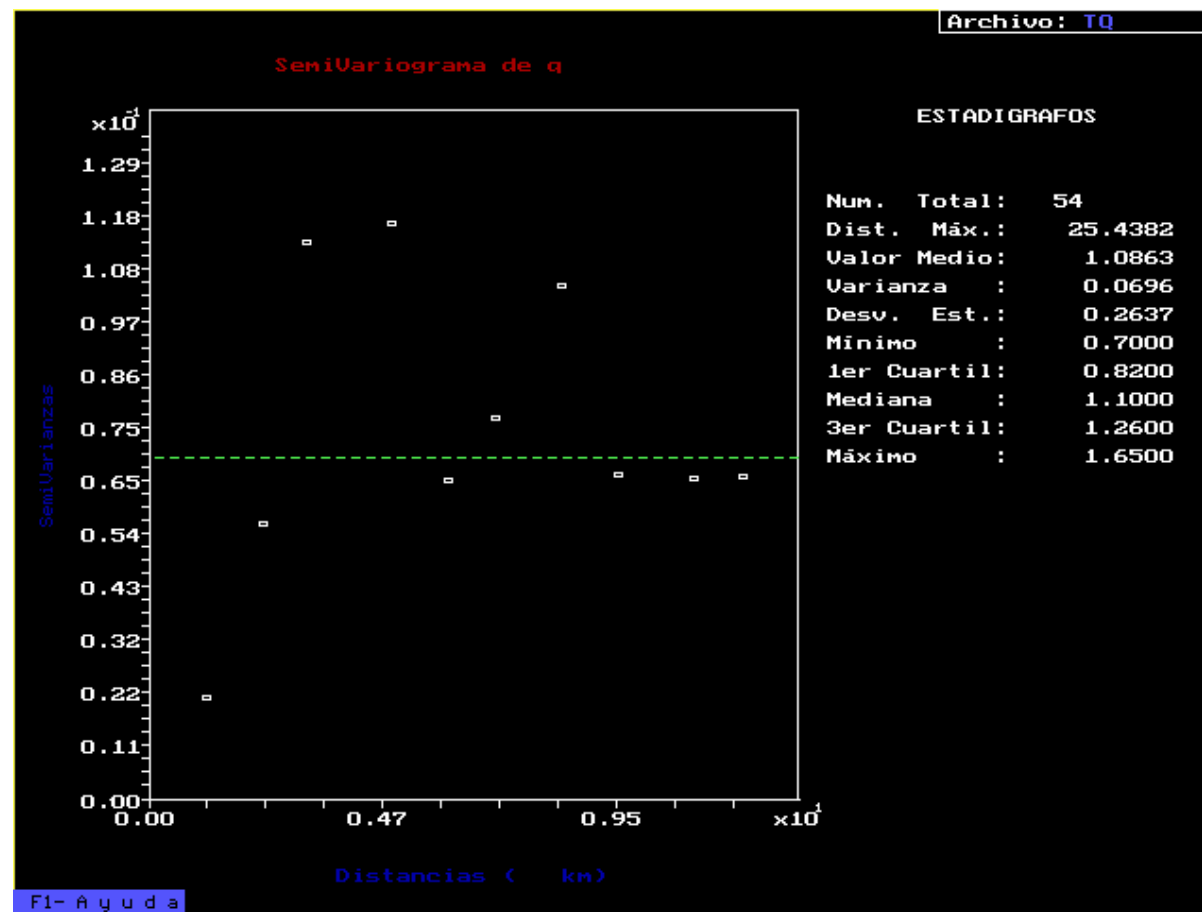 Archivo: TQ
SemiVariograma de q
x10-1
1.29
1.18
1.08
0.97
0.86
0.75
0.65
0.54
0.43
0.32
0.22
0.11
0.00
SemiVarianzas
0.00 0.47 0.95 x101
Distancias ( km)
ESTADIGRAFOS
Num. Total: 54
Dist. Máx.: 25.4382
Valor Medio: 1.0863
Varianza : 0.0696
Desv. Est.: 0.2637
Mínimo : 0.7000
1er Cuartil: 0.8200
Mediana : 1.1000
3er Cuartil: 1.2600
Máximo : 1.6500
F1- A y u d a